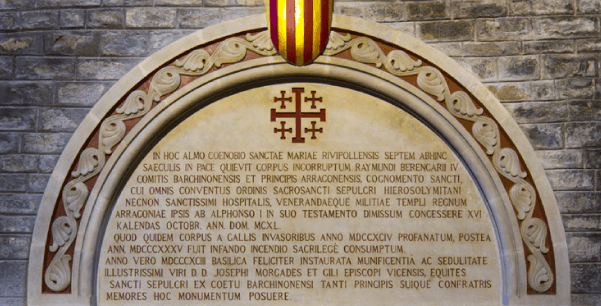 IN HOC ALMO COENOBIO SANCTAE MARIAE RIVIPOLLENSIS SEPTEM ABHINC
SAECULIS IN PACE QUIEVIT CORPUS INCORRUPTUM RAYMUNDI BERENGARII IV
COMITIS BARCHINONENSIS ET PRINCIPIS ARRAGONENSIS, COGNOMENTO SANCTI,
CUI OMNIS CONVENTUS ORDINIS SACROSANCTI SEPULCRI HIEROSOLYMITANI
NECNON SANCTISSIMI HOSPITALIS, VENERANDAEQUE MILITIAE TEMPLI REGNUM
ARRAGONIAE IPSIS AB ALPHONSO I IN SUO TESTAMENTO DIMISSUM CONCESSERE XVI
KALENDAS OCTOBR. ANN. DOM. MCXL.
QUOD QUIDEM CORPUS A GALLIS INVASORIBUS ANNO MDCCXCIV PROFANATUM, POSTEA
ANN MDCCCXXXV FUIT INFANDO INCENDIO SACRILEGE CONSUMPTUM.
ANNO VERO MDCCCXCIII BASILICA FELICITER INSTAURATA MUNIFICENTIÂ AC SEDULITATE
ILLUSTRISSIMI VIRI D.D. JOSEPHI MORGADES ET GILI EPISCOPI VICENSIS, EQUITES
SANCTI SEPULCRI EX COETU BARCHINONENSI TANTI PRINCIPIS SUIQUE CONFRATRIS
MEMORES HOC MONUMENTUM POSUERE.